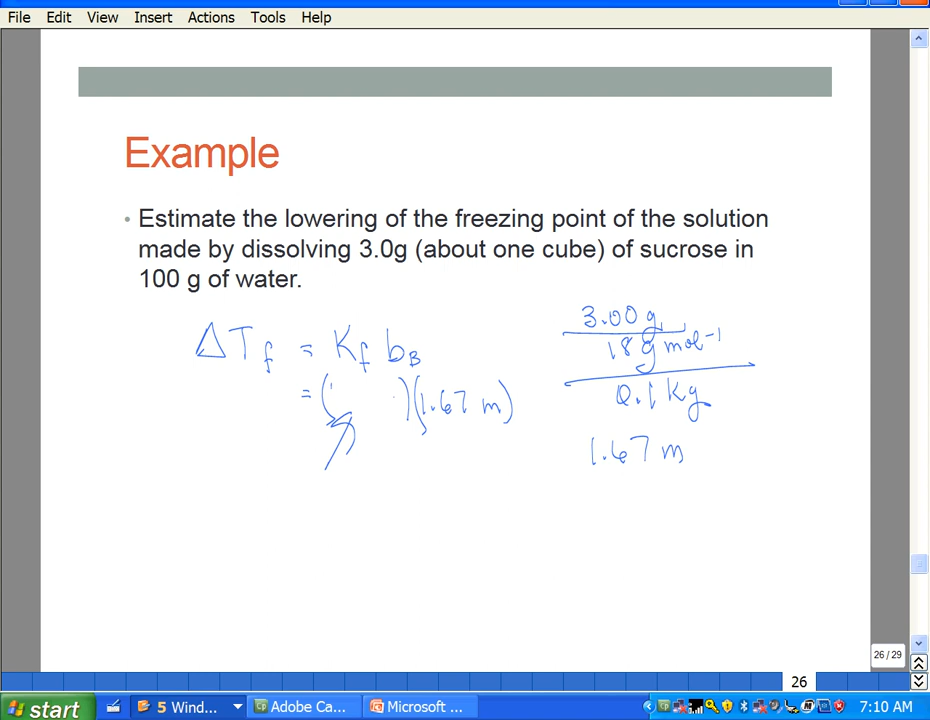 File Edit View Insert Actions Tools Help
Example
• Estimate the lowering of the freezing point of the solution
made by dissolving 3.0g (about one cube) of sucrose in
100 g of water.
ΔTf = Kf bB
= ( )(1.67 m)
3.00 g
18 g mol⁻¹
0.1 Kg
1.67 m
26 / 29
26
start 5 Wind... Adobe Ca... Microsoft ... 7:10 AM